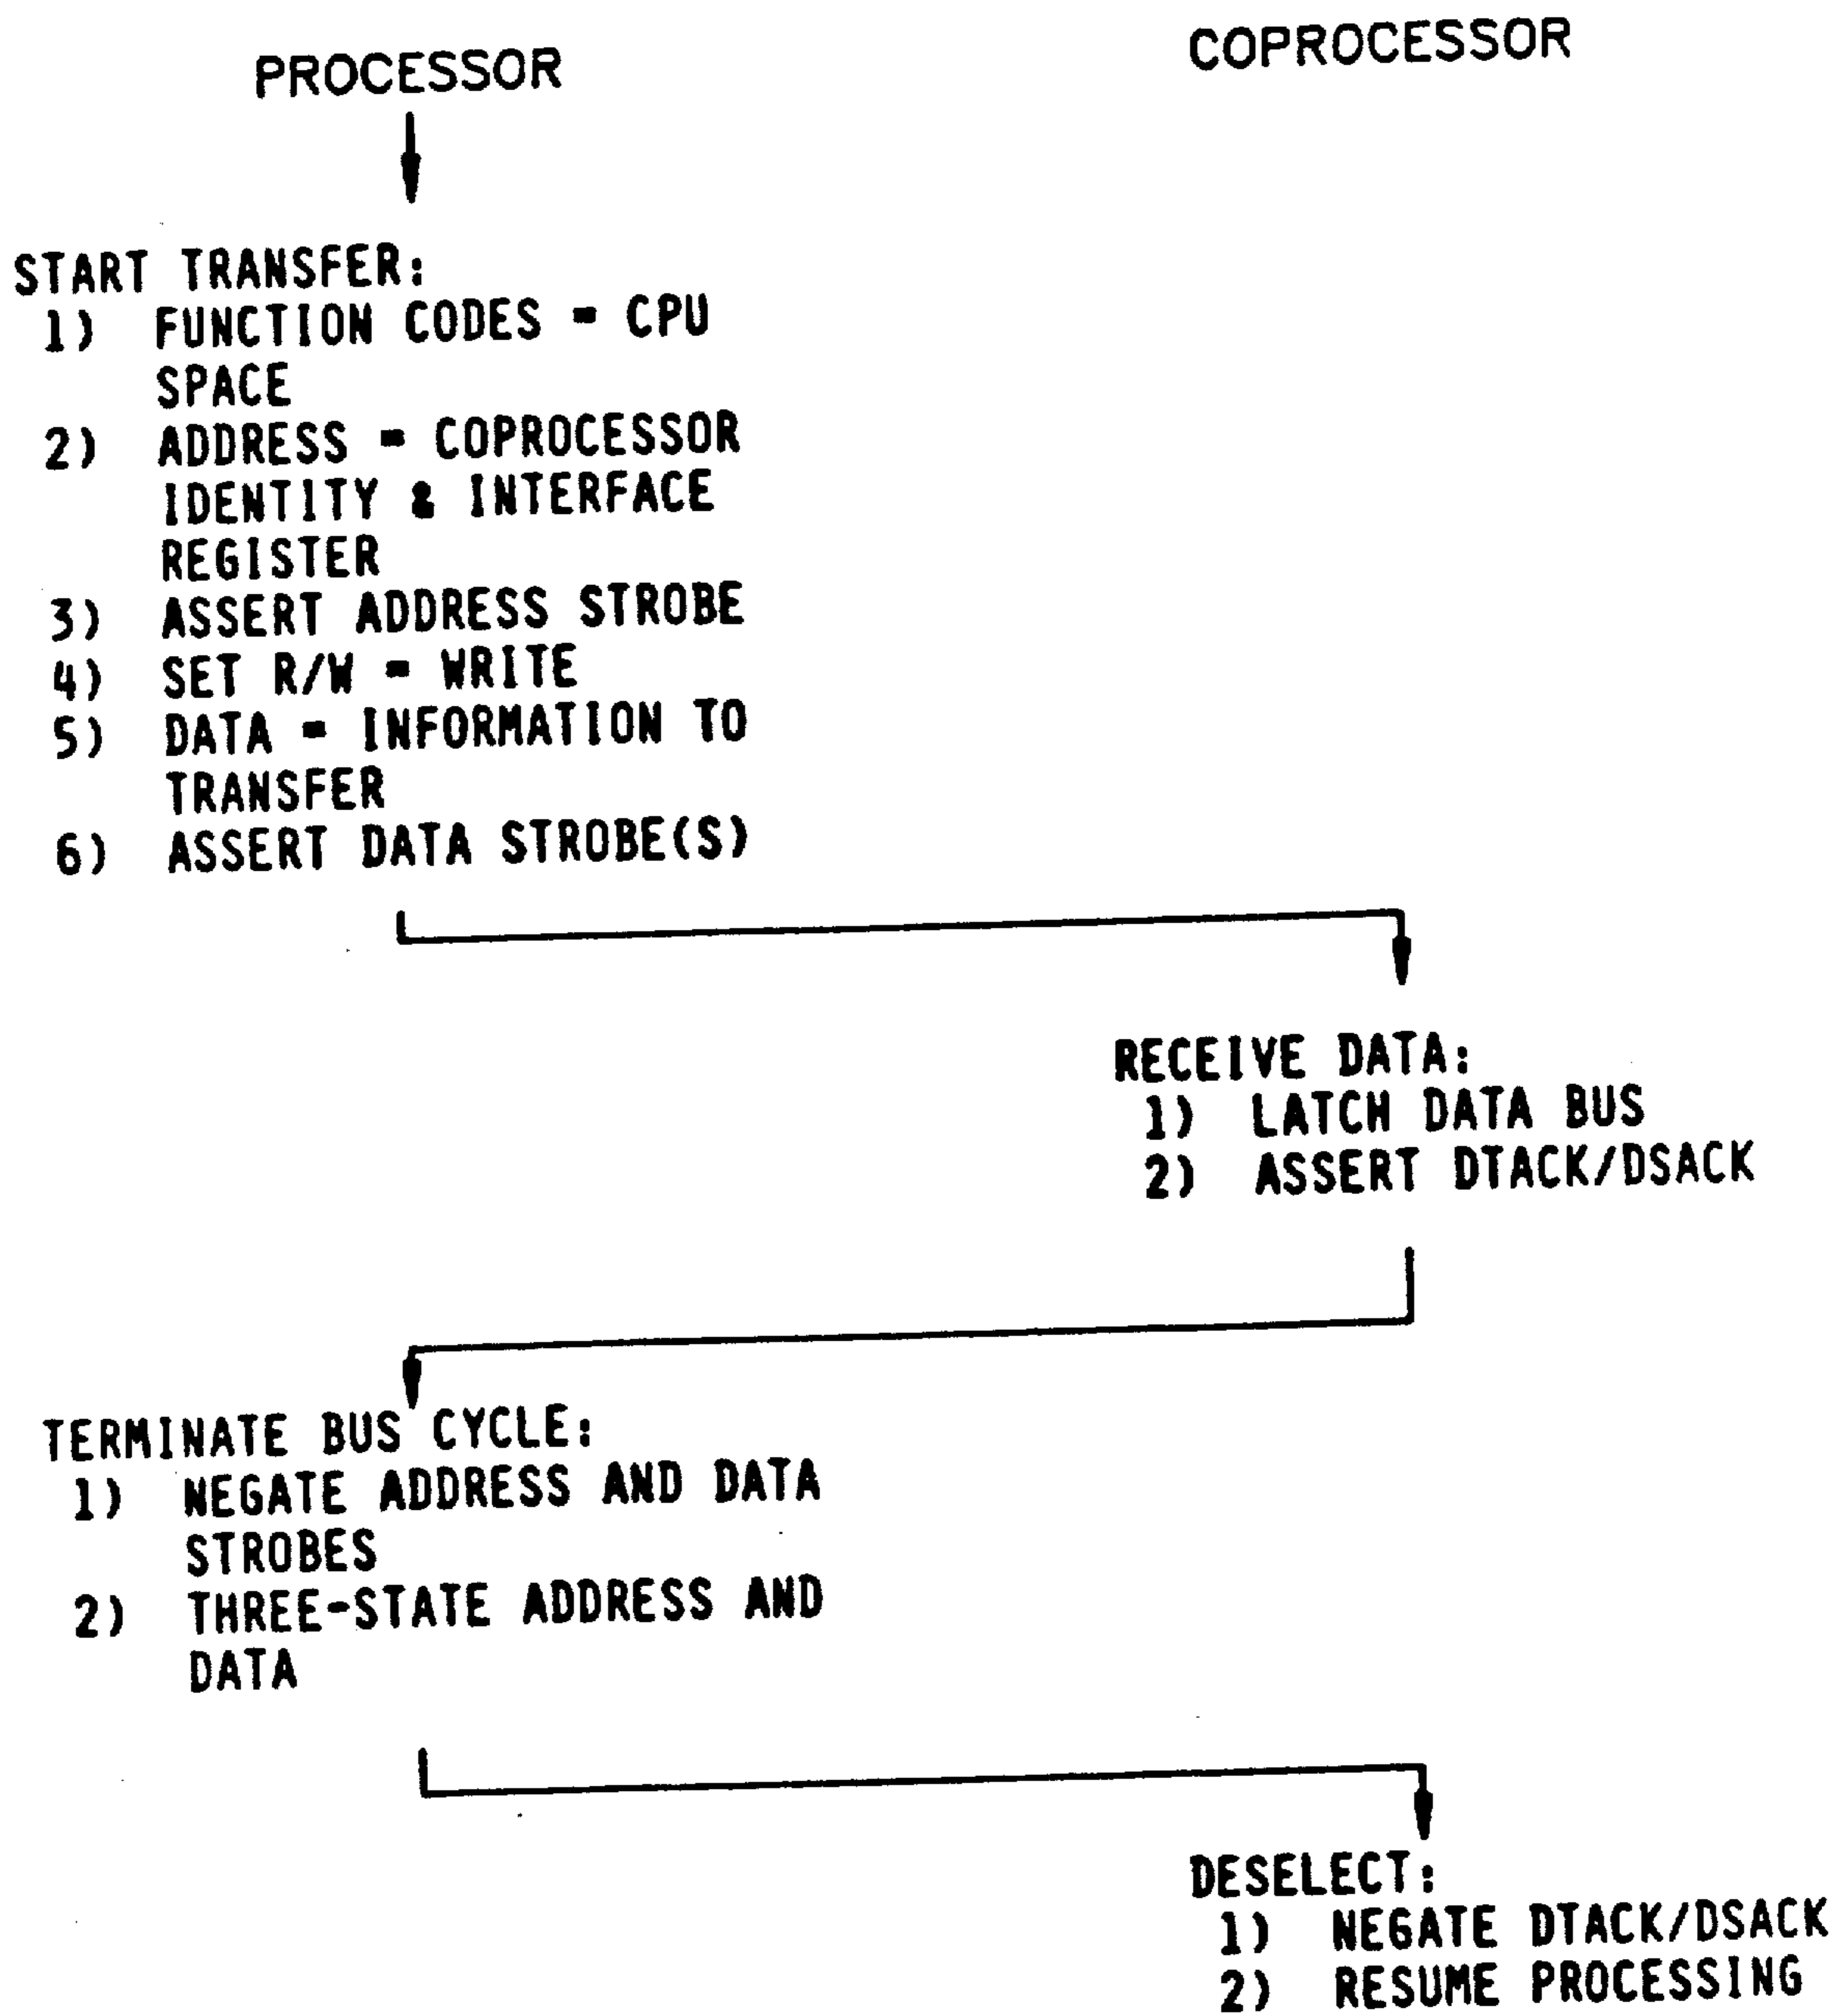 PROCESSOR
COPROCESSOR
START TRANSFER:
1) FUNCTION CODES = CPU
SPACE
2) ADDRESS = COPROCESSOR
IDENTITY & INTERFACE
REGISTER
3) ASSERT ADDRESS STROBE
4) SET R/W = WRITE
5) DATA = INFORMATION TO
TRANSFER
6) ASSERT DATA STROBE(S)
RECEIVE DATA:
1) LATCH DATA BUS
2) ASSERT DTACK/DSACK
TERMINATE BUS CYCLE:
1) NEGATE ADDRESS AND DATA
STROBES
2) THREE-STATE ADDRESS AND
DATA
DESELECT:
1) NEGATE DTACK/DSACK
2) RESUME PROCESSING